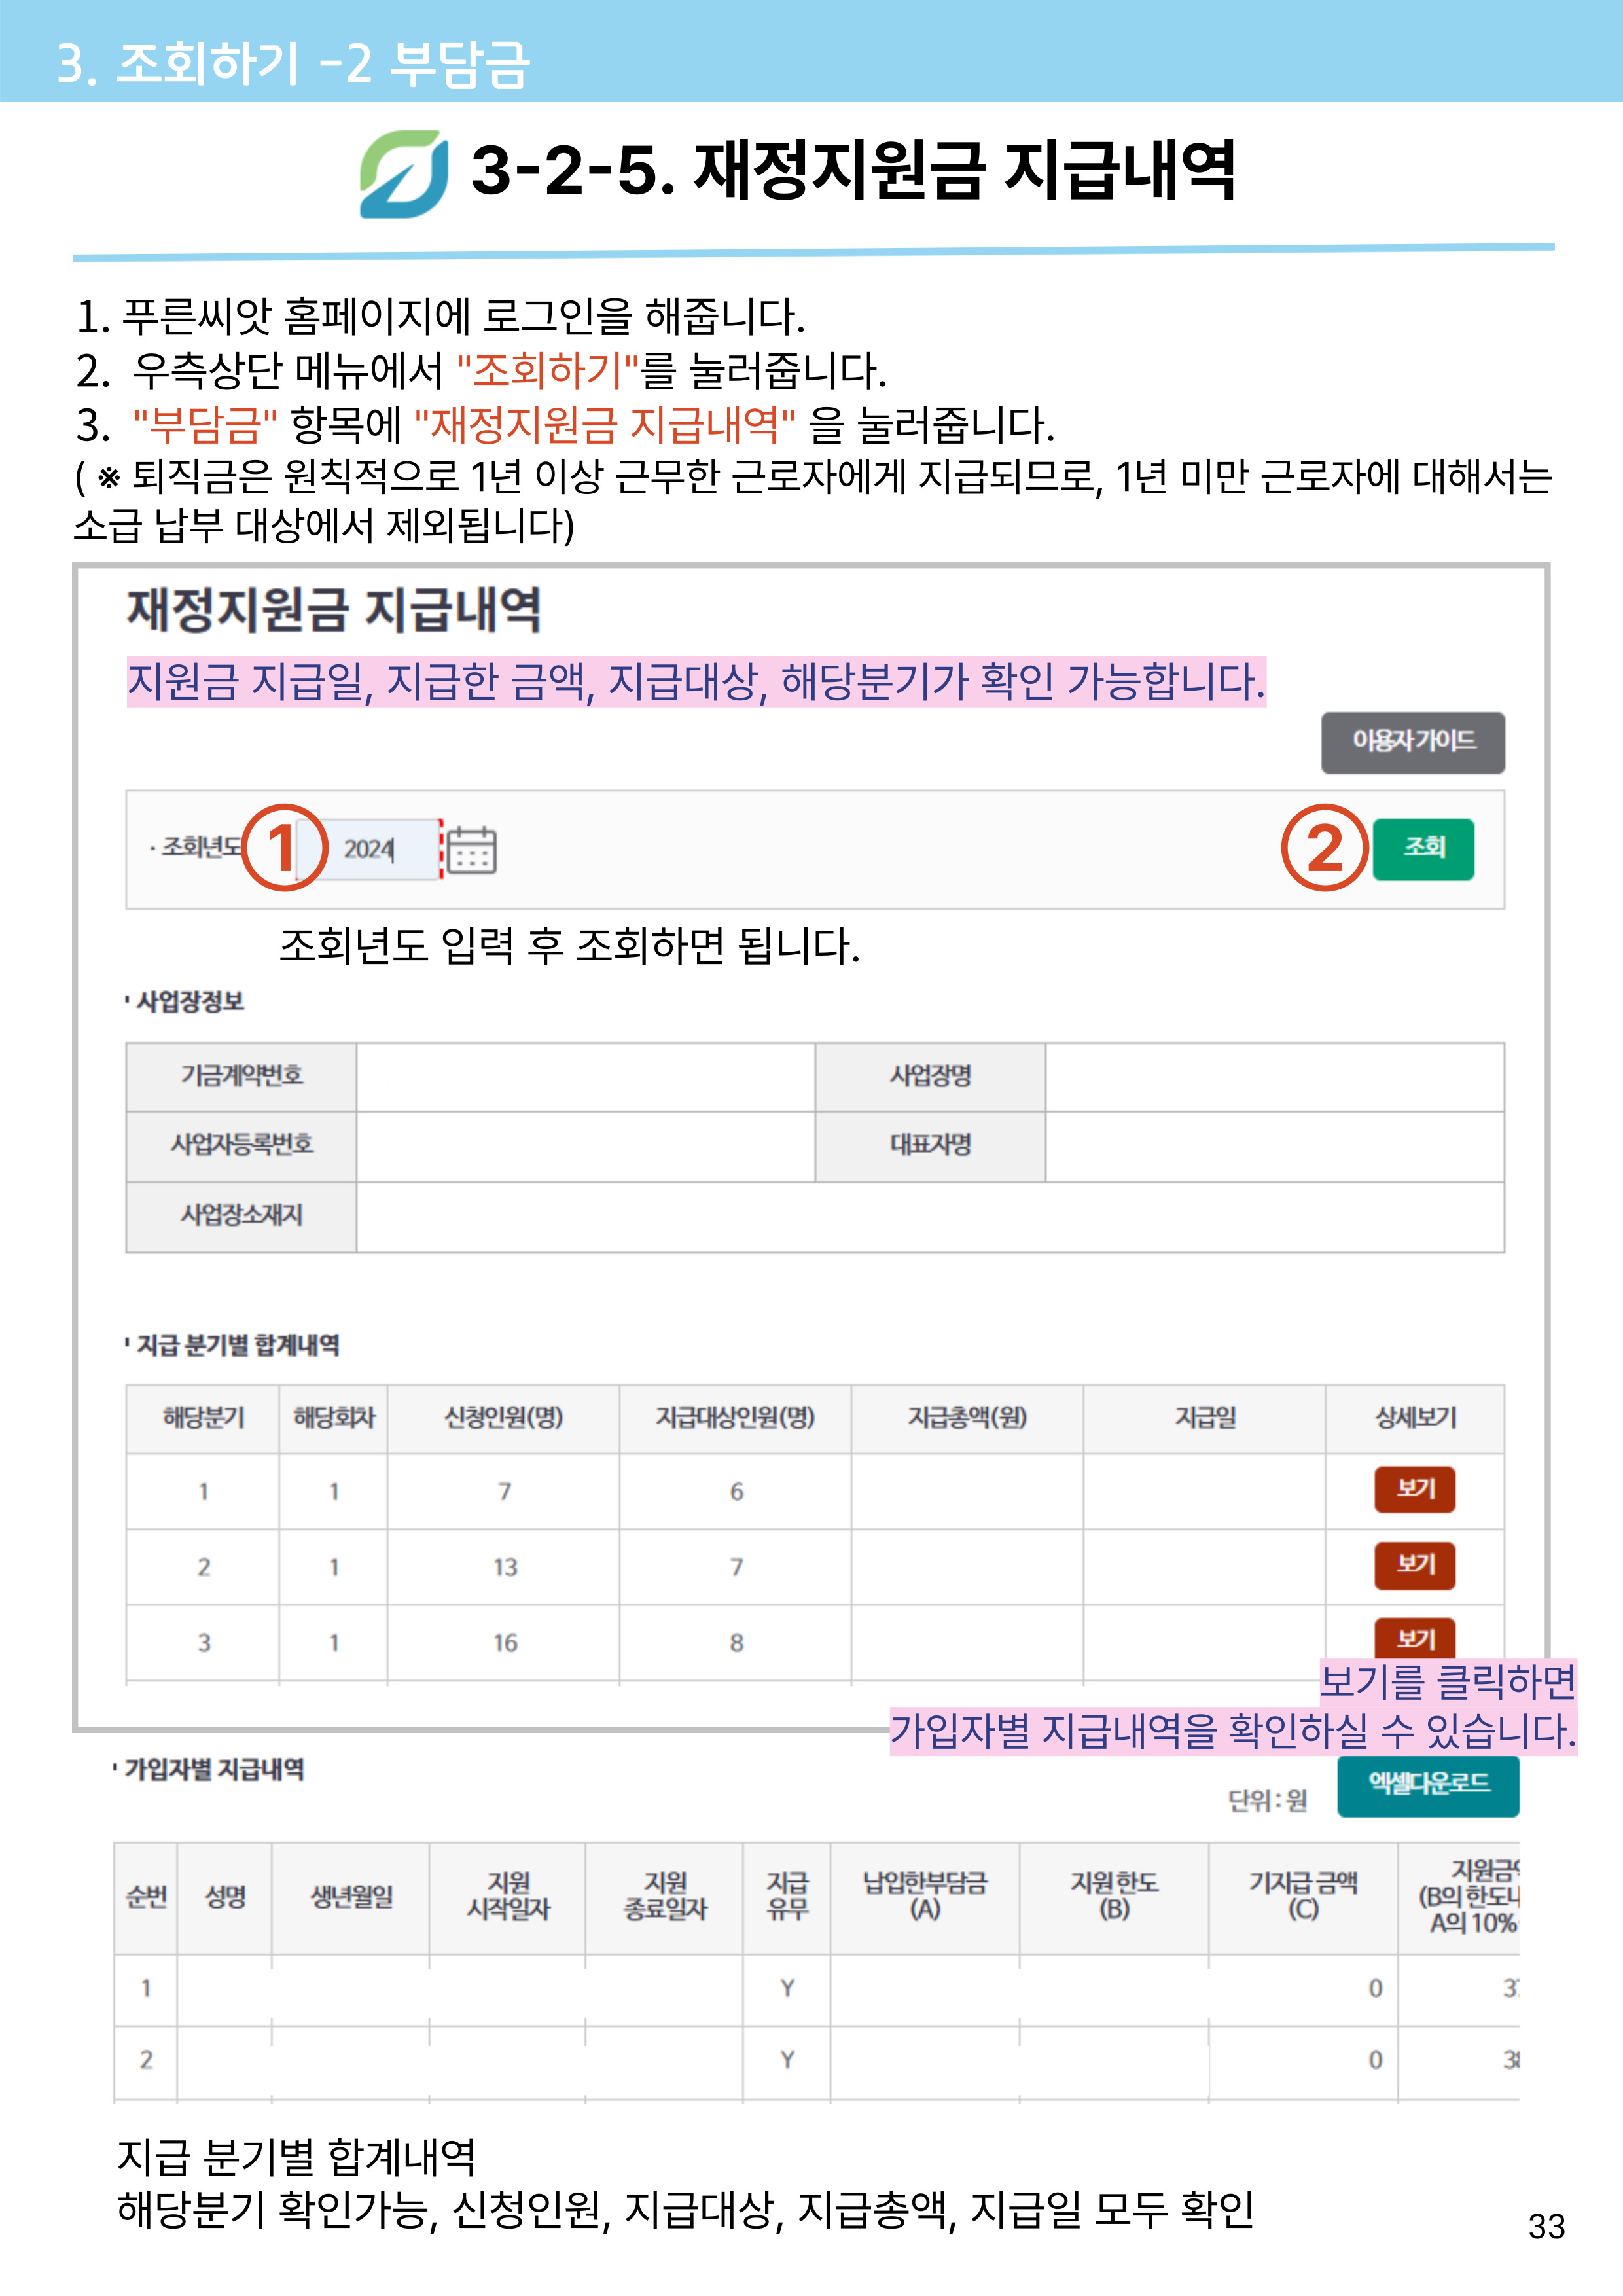 3. 조회하기 -2 부담금
3-2-5. 재정지원금 지급내역
1. 푸른씨앗 홈페이지에 로그인을 해줍니다.
2. 우측상단 메뉴에서 "조회하기"를 눌러줍니다.
3. "부담금" 항목에 "재정지원금 지급내역" 을 눌러줍니다.
( ※ 퇴직금은 원칙적으로 1년 이상 근무한 근로자에게 지급되므로, 1년 미만 근로자에 대해서는
소급 납부 대상에서 제외됩니다)
재정지원금 지급내역
지원금 지급일, 지급한 금액, 지급대상, 해당분기가 확인 가능합니다.
이용자 가이드
· 조회년도 1 2024 2 조회
조회년도 입력 후 조회하면 됩니다.
사업장정보
기금계약번호 사업장명
사업자등록번호 대표자명
사업장소재지
지급 분기별 합계내역
해당분기 해당회차 신청인원(명) 지급대상인원(명) 지급총액(원) 지급일 상세보기
1 1 7 6 보기
2 1 13 7 보기
3 1 16 8 보기
보기를 클릭하면
가입자별 지급내역을 확인하실 수 있습니다.
가입자별 지급내역
단위 : 원 엑셀다운로드
순번 성명 생년월일 지원 시작일자 지원 종료일자 지급 유무 납입한부담금 (A) 지원 한도 (B) 기지급 금액 (C) 지원금 (B의 한도 A의 10%
1 Y 0
2 Y 0
지급 분기별 합계내역
해당분기 확인가능, 신청인원, 지급대상, 지급총액, 지급일 모두 확인
33